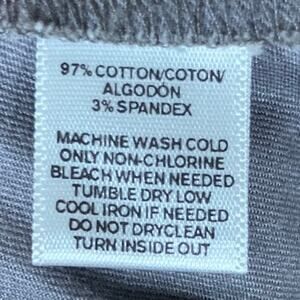 97% COTTON/COTON/
ALGODÓN
3% SPANDEX
MACHINE WASH COLD
ONLY NON-CHLORINE
BLEACH WHEN NEEDED
TUMBLE DRY LOW
COOL IRON IF NEEDED
DO NOT DRYCLEAN
TURN INSIDE OUT